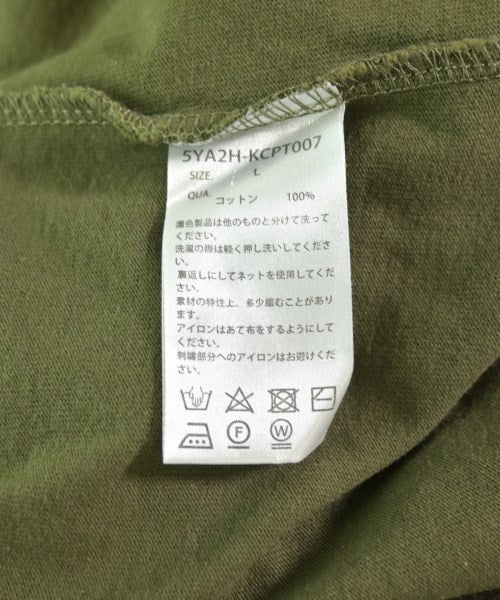 5YA2H-KCPT007
SIZE. L
QUA. コットン 100%
濃色製品は他のものと分けて洗って
ください。
洗濯の際は軽く押し洗いしてください。
裏返しにしてネットを使用してくださ
い。
素材の特性上、多少縮むことがあり
ます。
アイロンはあて布をするようにして
ください。
刺繍部分へのアイロンはお避けくだ
さい。
F W